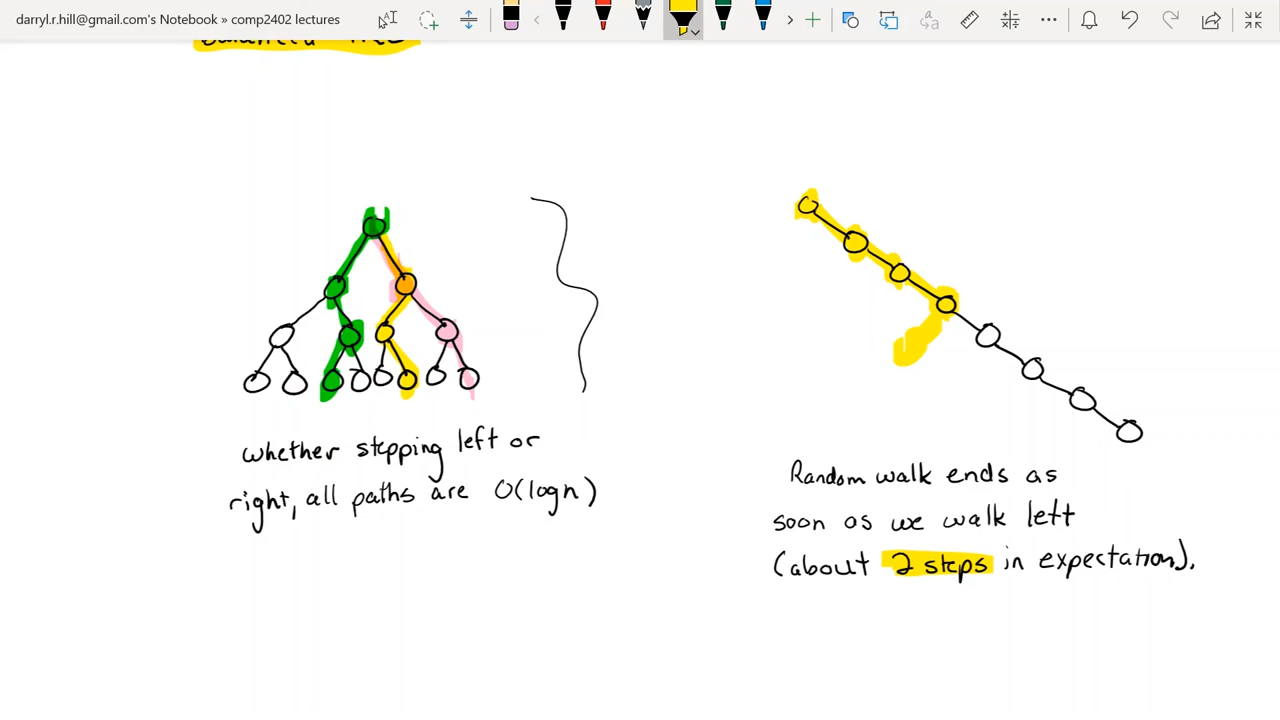 darryl.r.hill@gmail.com's Notebook » comp2402 lectures
whether stepping left or
right, all paths are O(logn)
Random walk ends as
soon as we walk left
(about 2 steps in expectation).